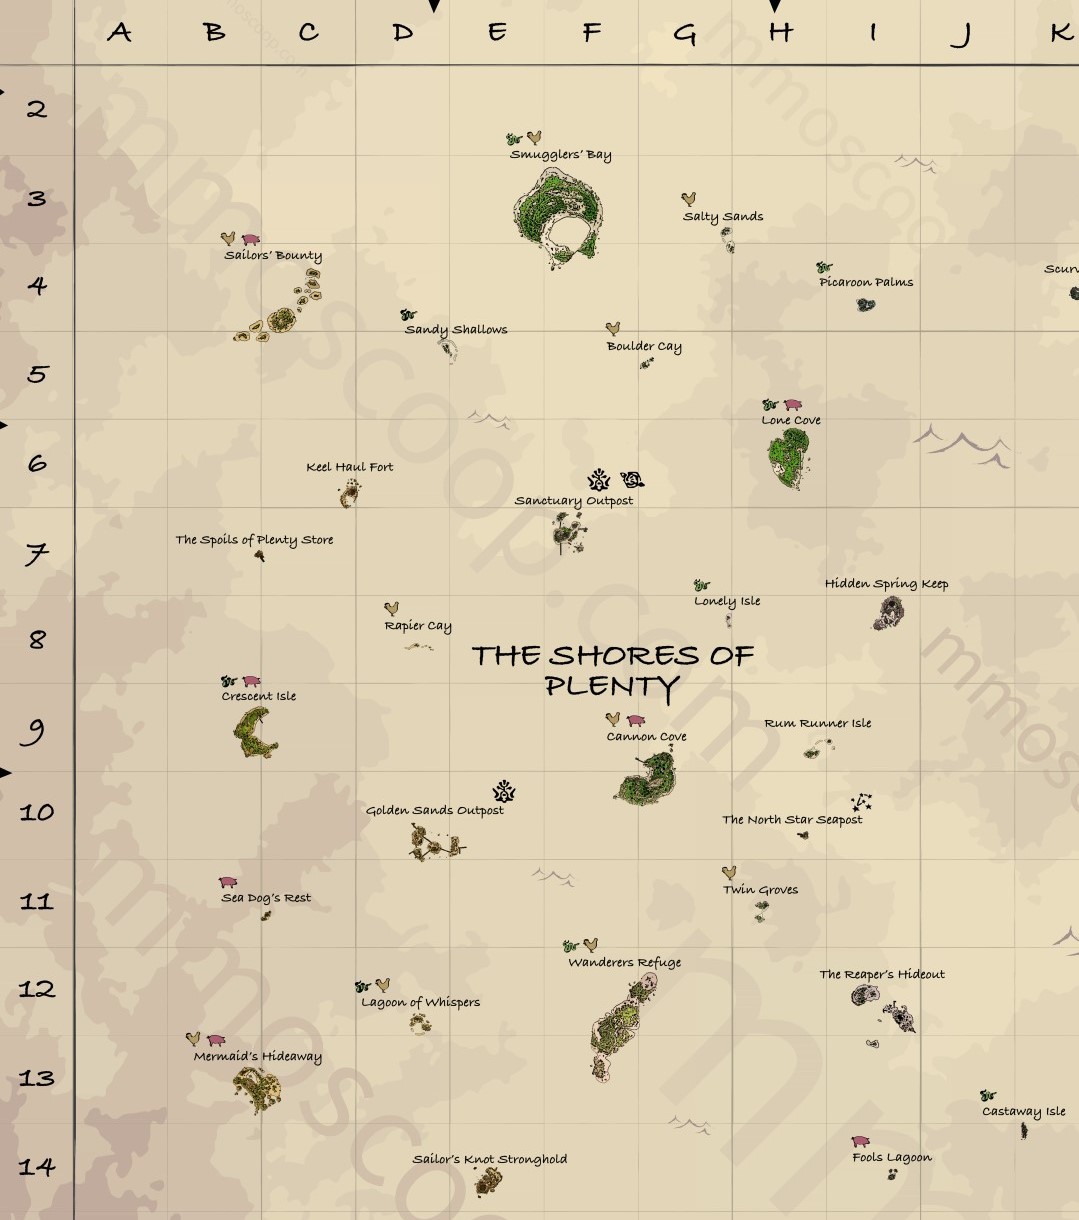 A B C D E F G H I J K
2
Smugglers' Bay
3
Salty Sands
Sailors' Bounty
4
Picaroon Palms
Sandy Shallows
Boulder Cay
5
Lone Cove
6
Keel Haul Fort
Sanctuary Outpost
7
The Spoils of Plenty Store
Hidden Spring Keep
Lonely Isle
Rapier Cay
8
THE SHORES OF
PLENTY
Crescent Isle
9
Rum Runner Isle
Cannon Cove
10
Golden Sands Outpost
The North Star Seapost
Twin Groves
11
Sea Dog's Rest
Wanderers Refuge
12
The Reaper's Hideout
Lagoon of Whispers
Mermaid's Hideaway
13
Castaway Isle
14
Fools Lagoon
Sailor's Knot Stronghold
mmoscoop.com